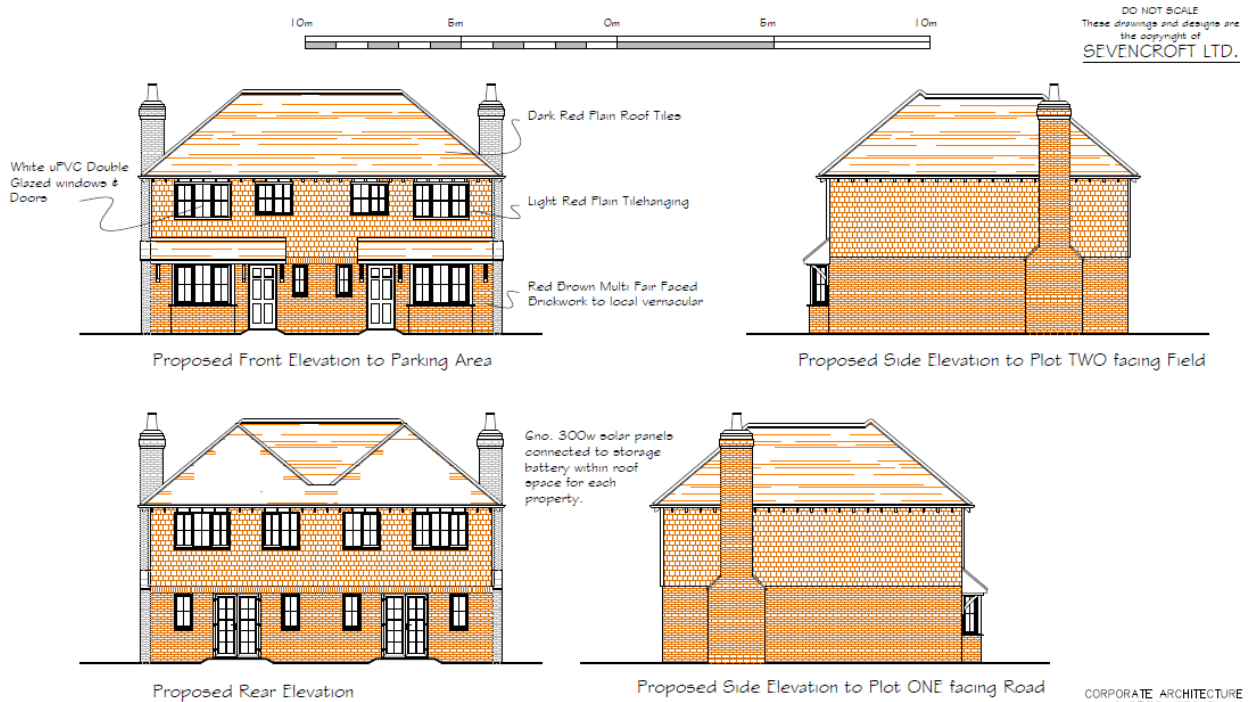 10m 5m 0m 5m 10m
DO NOT SCALE
These drawings and designs are
the copyright of
SEVENCROFT LTD.
Dark Red Plain Roof Tiles
White uPVC Double
Glazed windows &
Doors
Light Red Plain Tilehanging
Red Brown Multi Fair Faced
Brickwork to local vernacular
Proposed Front Elevation to Parking Area
Proposed Side Elevation to Plot TWO facing Field
6no. 300w solar panels
connected to storage
battery within roof
space for each
property.
Proposed Rear Elevation
Proposed Side Elevation to Plot ONE facing Road
CORPORATE ARCHITECTURE